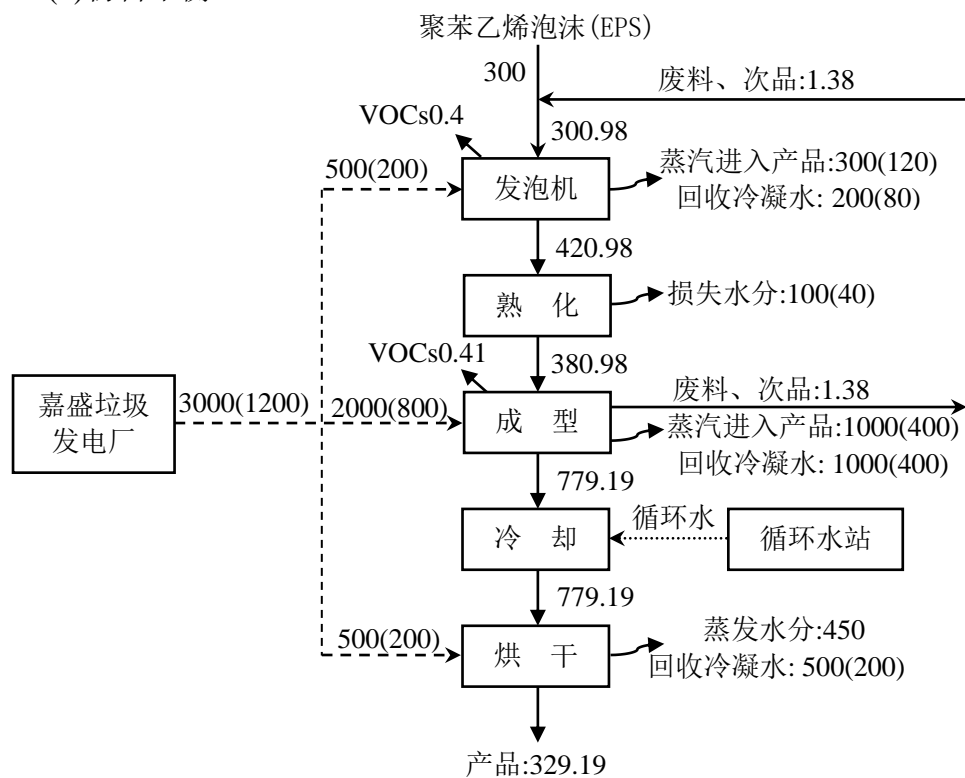 聚苯乙烯泡沫(EPS)
300
废料、次品:1.38
VOCs0.4
300.98
500(200)
发泡机
蒸汽进入产品:300(120)
回收冷凝水: 200(80)
420.98
熟 化
损失水分:100(40)
VOCs0.41
380.98
嘉盛垃圾
发电厂
3000(1200)
2000(800)
成 型
废料、次品:1.38
蒸汽进入产品:1000(400)
回收冷凝水: 1000(400)
779.19
冷 却
循环水
循环水站
779.19
500(200)
烘 干
蒸发水分:450
回收冷凝水: 500(200)
产品:329.19